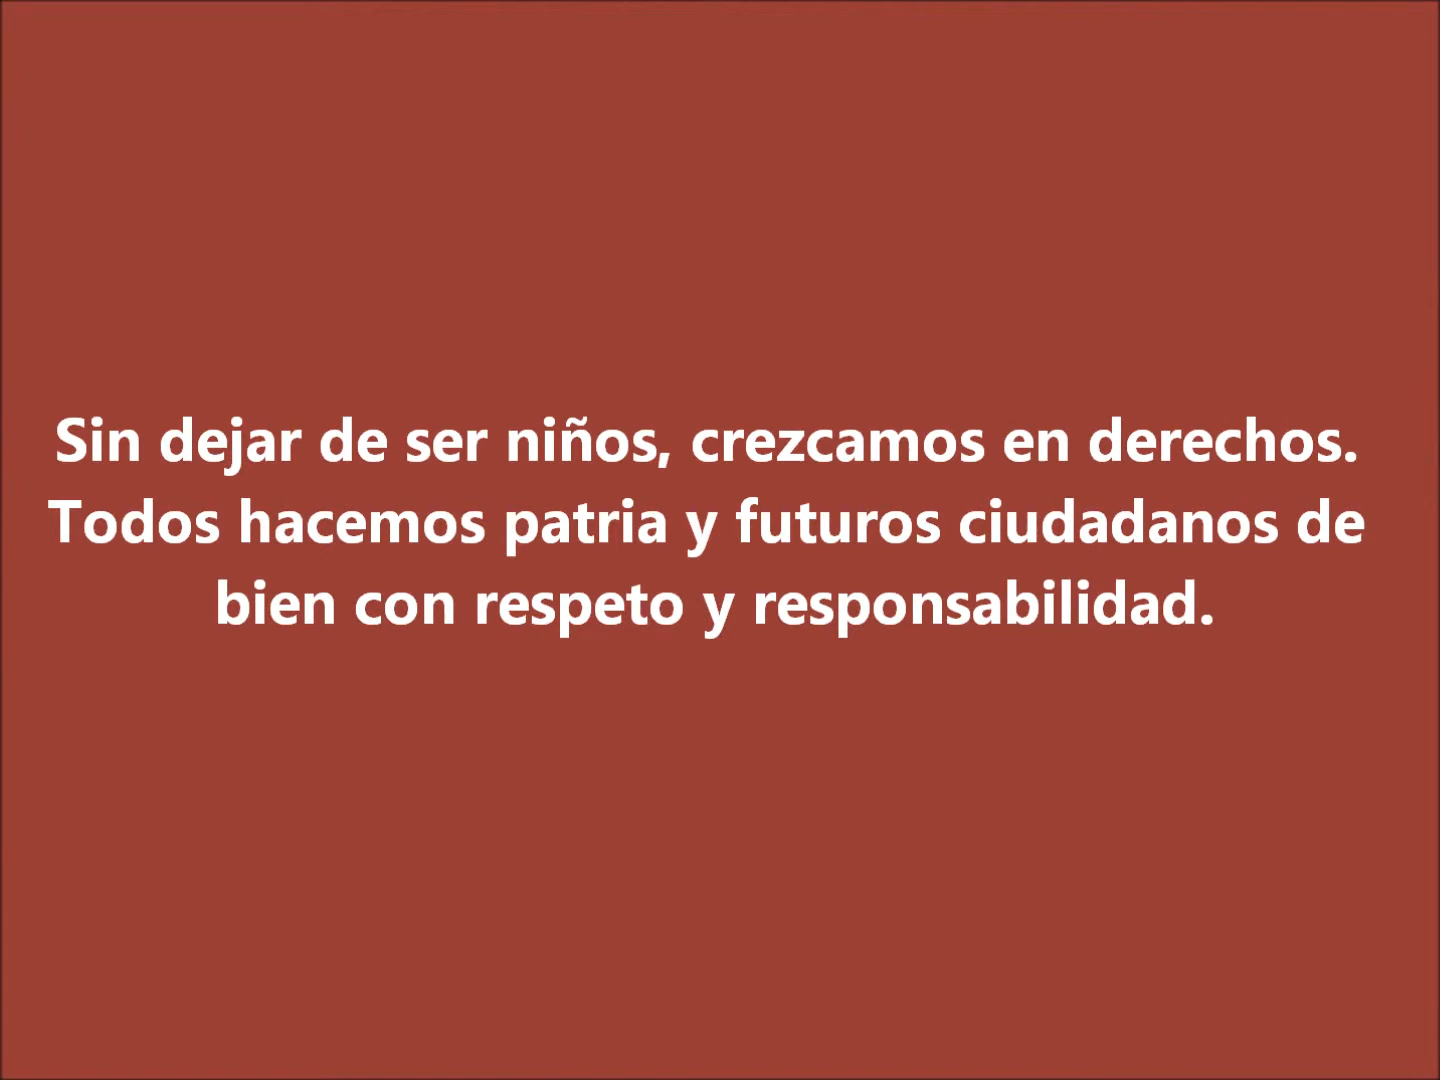 Sin dejar de ser niños, crezcamos en derechos.
Todos hacemos patria y futuros ciudadanos de
bien con respeto y responsabilidad.